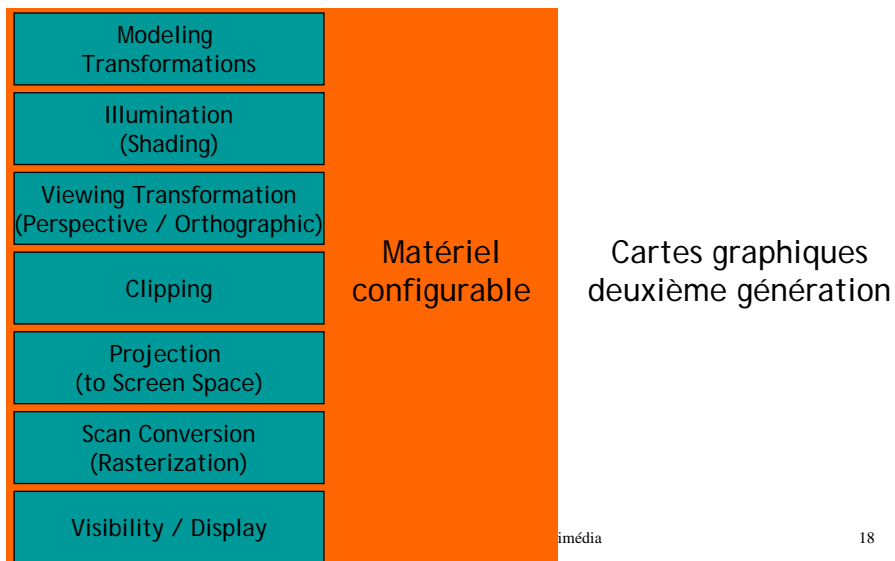 Modeling
Transformations
Illumination
(Shading)
Viewing Transformation
(Perspective / Orthographic)
Clipping
Projection
(to Screen Space)
Scan Conversion
(Rasterization)
Visibility / Display
Matériel
configurable
Cartes graphiques
deuxième génération
imédia
18